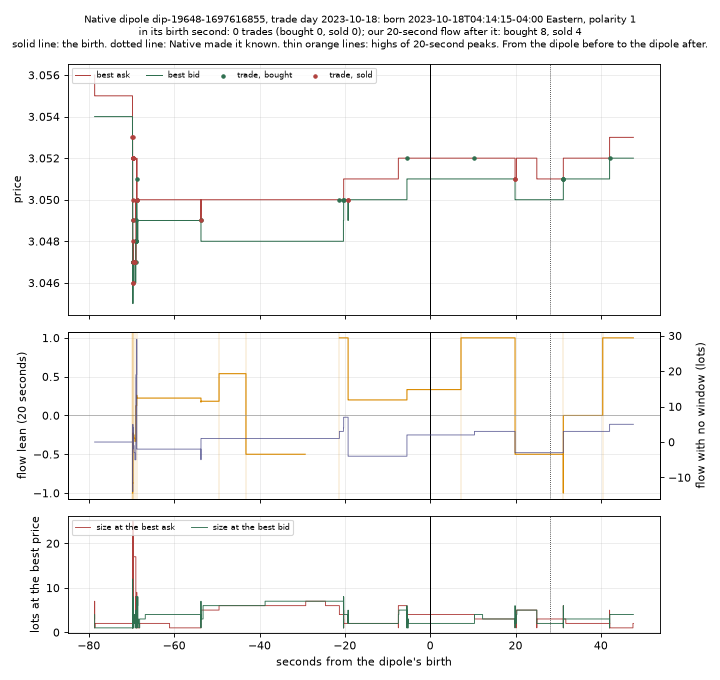 Native dipole dip-19648-1697616855, trade day 2023-10-18: born 2023-10-18T04:14:15-04:00 Eastern, polarity 1
in its birth second: 0 trades (bought 0, sold 0); our 20-second flow after it: bought 8, sold 4
solid line: the birth. dotted line: Native made it known. thin orange lines: highs of 20-second peaks. From the dipole before to the dipole after.
best ask
best bid
trade, bought
trade, sold
3.056
3.054
3.052
3.050
3.048
3.046
price
1.0
0.5
0.0
−0.5
−1.0
flow lean (20 seconds)
30
20
10
0
−10
flow with no window (lots)
size at the best ask
size at the best bid
20
10
0
lots at the best price
−80
−60
−40
−20
0
20
40
seconds from the dipole's birth